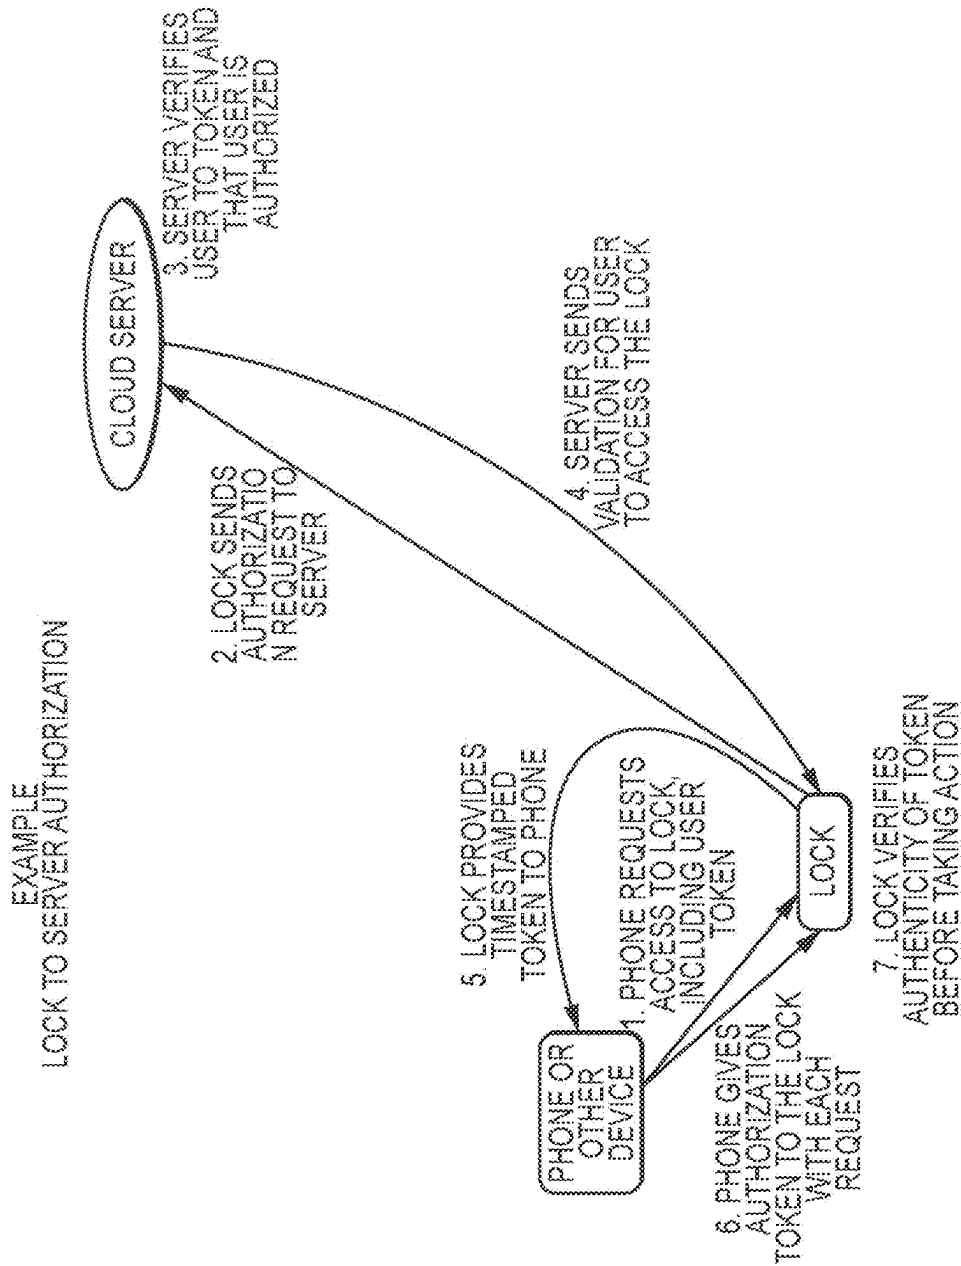 EXAMPLE
LOCK TO SERVER AUTHORIZATION
CLOUD SERVER
3. SERVER VERIFIES
USER TO TOKEN AND
THAT USER IS
AUTHORIZED
2. LOCK SENDS
AUTHORIZATIO
N REQUEST TO
SERVER
4. SERVER SENDS
VALIDATION FOR USER
TO ACCESS THE LOCK
5. LOCK PROVIDES
TIMESTAMPED
TOKEN TO PHONE
1. PHONE REQUESTS
ACCESS TO LOCK,
INCLUDING USER
TOKEN
PHONE OR
OTHER
DEVICE
LOCK
6. PHONE GIVES
AUTHORIZATION
TOKEN TO THE LOCK
WITH EACH
REQUEST
7. LOCK VERIFIES
AUTHENTICITY OF TOKEN
BEFORE TAKING ACTION